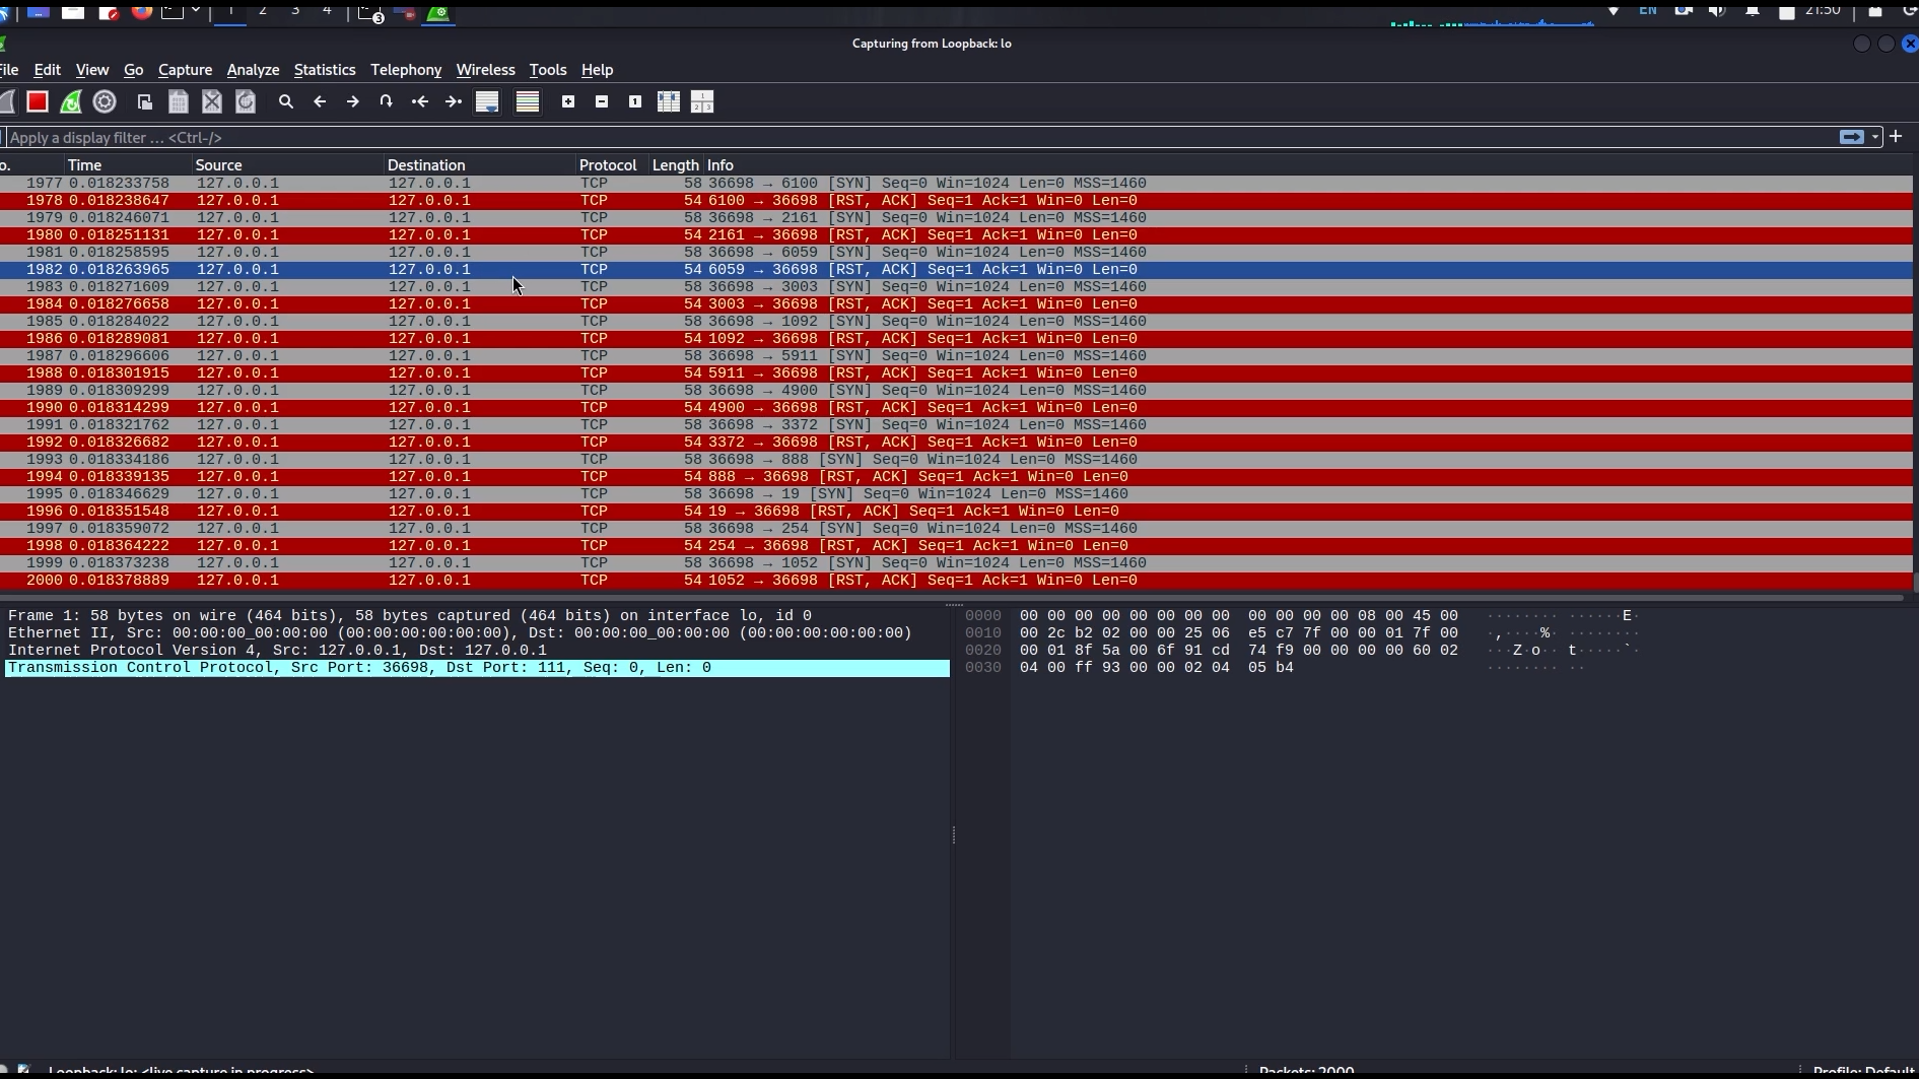 1 2 3 4 3 EN 21:50
Capturing from Loopback: lo
File Edit View Go Capture Analyze Statistics Telephony Wireless Tools Help
Apply a display filter ... <Ctrl-/>
o. Time Source Destination Protocol Length Info
1977 0.018233758 127.0.0.1 127.0.0.1 TCP 58 36698 → 6100 [SYN] Seq=0 Win=1024 Len=0 MSS=1460
1978 0.018238647 127.0.0.1 127.0.0.1 TCP 54 6100 → 36698 [RST, ACK] Seq=1 Ack=1 Win=0 Len=0
1979 0.018246071 127.0.0.1 127.0.0.1 TCP 58 36698 → 2161 [SYN] Seq=0 Win=1024 Len=0 MSS=1460
1980 0.018251131 127.0.0.1 127.0.0.1 TCP 54 2161 → 36698 [RST, ACK] Seq=1 Ack=1 Win=0 Len=0
1981 0.018258595 127.0.0.1 127.0.0.1 TCP 58 36698 → 6059 [SYN] Seq=0 Win=1024 Len=0 MSS=1460
1982 0.018263965 127.0.0.1 127.0.0.1 TCP 54 6059 → 36698 [RST, ACK] Seq=1 Ack=1 Win=0 Len=0
1983 0.018271609 127.0.0.1 127.0.0.1 TCP 58 36698 → 3003 [SYN] Seq=0 Win=1024 Len=0 MSS=1460
1984 0.018276658 127.0.0.1 127.0.0.1 TCP 54 3003 → 36698 [RST, ACK] Seq=1 Ack=1 Win=0 Len=0
1985 0.018284022 127.0.0.1 127.0.0.1 TCP 58 36698 → 1092 [SYN] Seq=0 Win=1024 Len=0 MSS=1460
1986 0.018289081 127.0.0.1 127.0.0.1 TCP 54 1092 → 36698 [RST, ACK] Seq=1 Ack=1 Win=0 Len=0
1987 0.018296606 127.0.0.1 127.0.0.1 TCP 58 36698 → 5911 [SYN] Seq=0 Win=1024 Len=0 MSS=1460
1988 0.018301915 127.0.0.1 127.0.0.1 TCP 54 5911 → 36698 [RST, ACK] Seq=1 Ack=1 Win=0 Len=0
1989 0.018309299 127.0.0.1 127.0.0.1 TCP 58 36698 → 4900 [SYN] Seq=0 Win=1024 Len=0 MSS=1460
1990 0.018314299 127.0.0.1 127.0.0.1 TCP 54 4900 → 36698 [RST, ACK] Seq=1 Ack=1 Win=0 Len=0
1991 0.018321762 127.0.0.1 127.0.0.1 TCP 58 36698 → 3372 [SYN] Seq=0 Win=1024 Len=0 MSS=1460
1992 0.018326682 127.0.0.1 127.0.0.1 TCP 54 3372 → 36698 [RST, ACK] Seq=1 Ack=1 Win=0 Len=0
1993 0.018334186 127.0.0.1 127.0.0.1 TCP 58 36698 → 888 [SYN] Seq=0 Win=1024 Len=0 MSS=1460
1994 0.018339135 127.0.0.1 127.0.0.1 TCP 54 888 → 36698 [RST, ACK] Seq=1 Ack=1 Win=0 Len=0
1995 0.018346629 127.0.0.1 127.0.0.1 TCP 58 36698 → 19 [SYN] Seq=0 Win=1024 Len=0 MSS=1460
1996 0.018351548 127.0.0.1 127.0.0.1 TCP 54 19 → 36698 [RST, ACK] Seq=1 Ack=1 Win=0 Len=0
1997 0.018359072 127.0.0.1 127.0.0.1 TCP 58 36698 → 254 [SYN] Seq=0 Win=1024 Len=0 MSS=1460
1998 0.018364222 127.0.0.1 127.0.0.1 TCP 54 254 → 36698 [RST, ACK] Seq=1 Ack=1 Win=0 Len=0
1999 0.018373238 127.0.0.1 127.0.0.1 TCP 58 36698 → 1052 [SYN] Seq=0 Win=1024 Len=0 MSS=1460
2000 0.018378889 127.0.0.1 127.0.0.1 TCP 54 1052 → 36698 [RST, ACK] Seq=1 Ack=1 Win=0 Len=0
Frame 1: 58 bytes on wire (464 bits), 58 bytes captured (464 bits) on interface lo, id 0
Ethernet II, Src: 00:00:00_00:00:00 (00:00:00:00:00:00), Dst: 00:00:00_00:00:00 (00:00:00:00:00:00)
Internet Protocol Version 4, Src: 127.0.0.1, Dst: 127.0.0.1
Transmission Control Protocol, Src Port: 36698, Dst Port: 111, Seq: 0, Len: 0
0000 00 00 00 00 00 00 00 00 00 00 00 00 08 00 45 00 ········ ······E·
0010 00 2c b2 02 00 00 25 06 e5 c7 7f 00 00 01 7f 00 ·,····%· ········
0020 00 01 8f 5a 00 6f 91 cd 74 f9 00 00 00 00 60 02 ···Z·o·· t·····`·
0030 04 00 ff 93 00 00 02 04 05 b4 ········ ··
Loopback: lo: <live capture in progress> Packets: 2000 Profile: Default